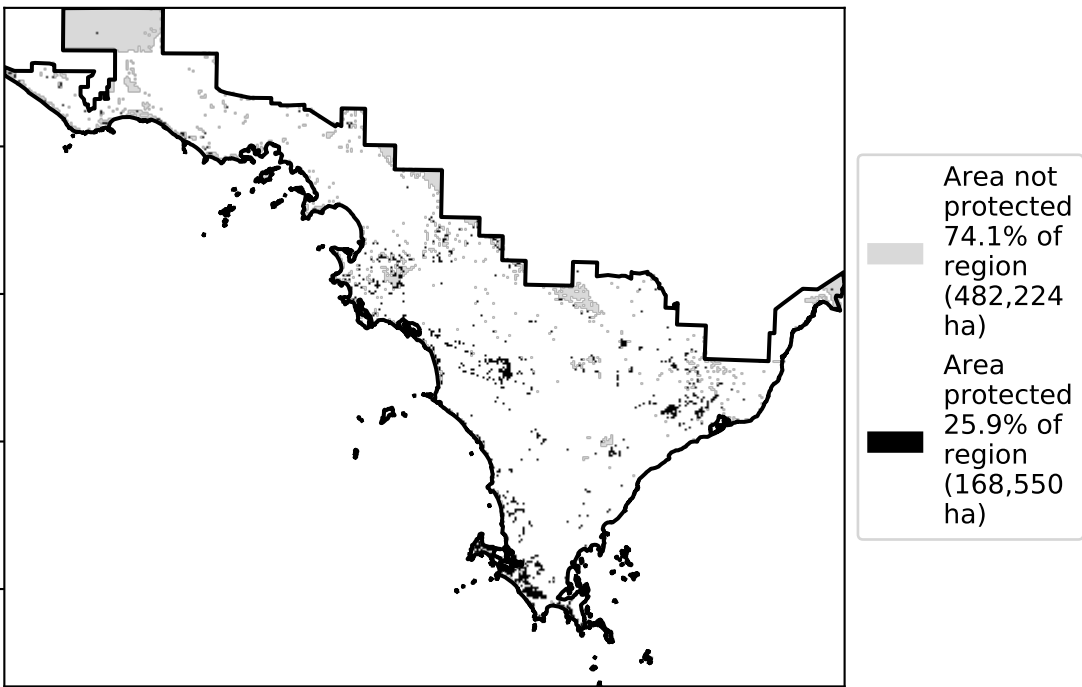 Area not
protected
74.1% of
region
(482,224
ha)
Area
protected
25.9% of
region
(168,550
ha)